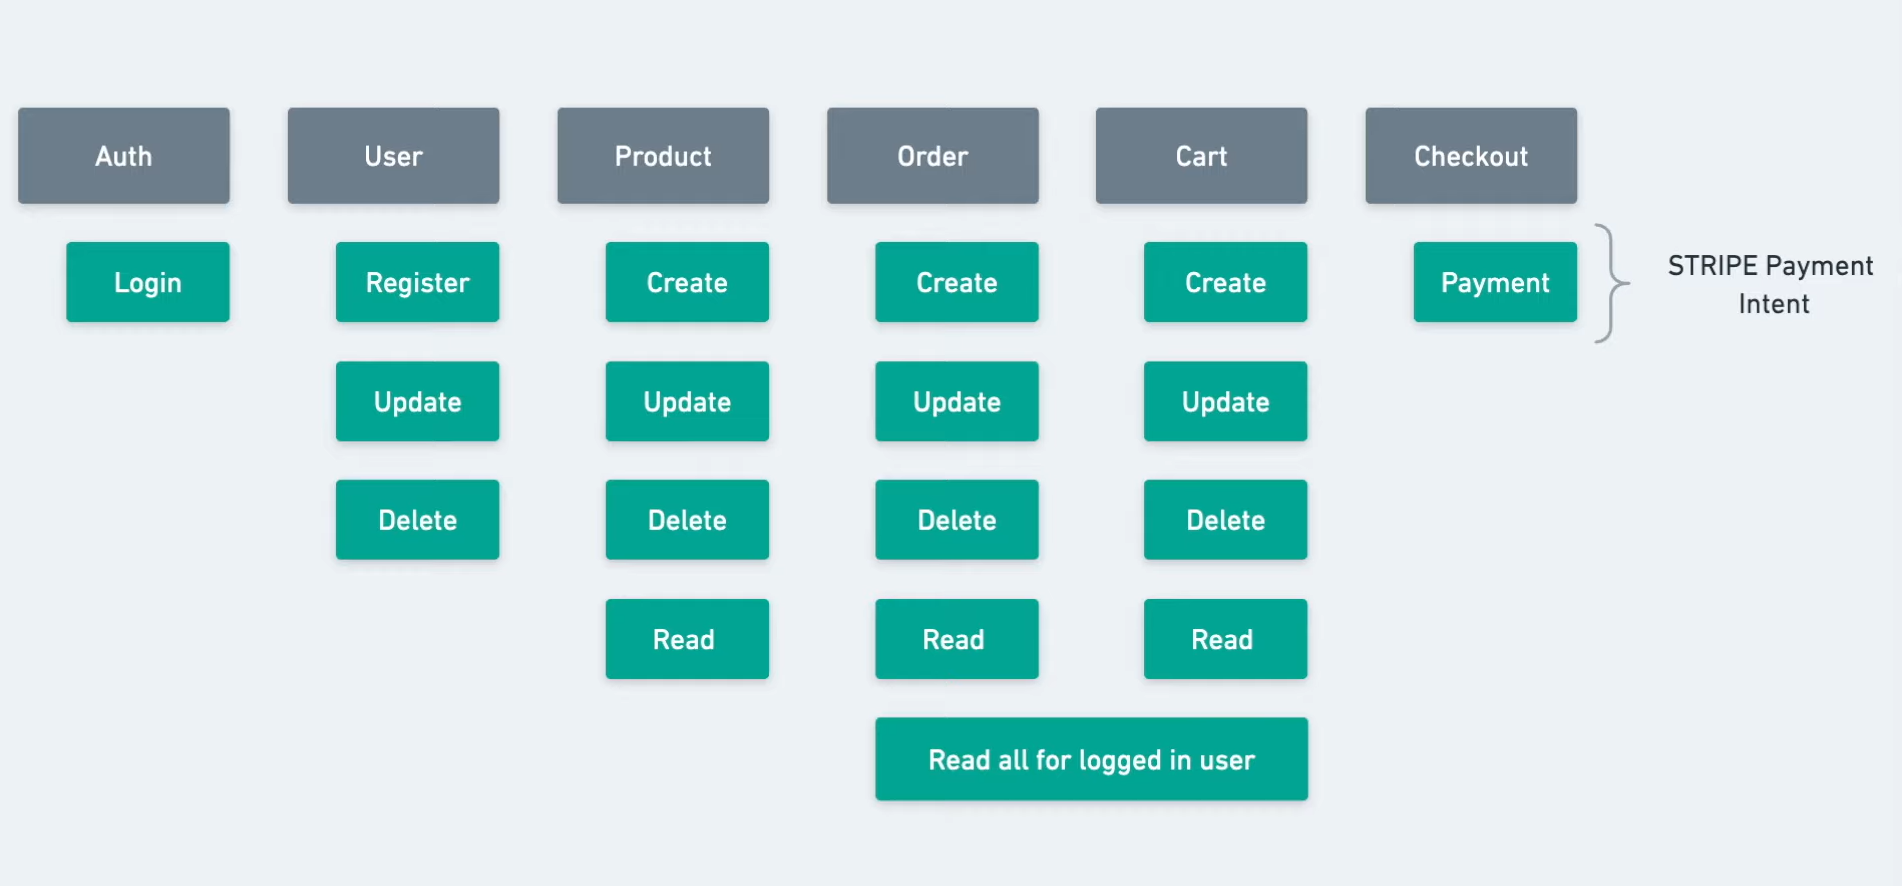 Auth
User
Product
Order
Cart
Checkout
Login
Register
Create
Create
Create
Payment
STRIPE Payment
Intent
Update
Update
Update
Update
Delete
Delete
Delete
Delete
Read
Read
Read
Read all for logged in user